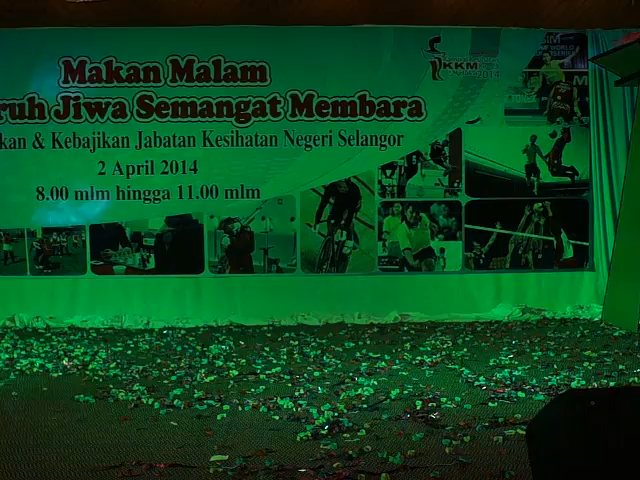 Makan Malam
ruh Jiwa Semangat Membara
kan & Kebajikan Jabatan Kesihatan Negeri Selangor
2 April 2014
8.00 mlm hingga 11.00 mlm
KKM
2014